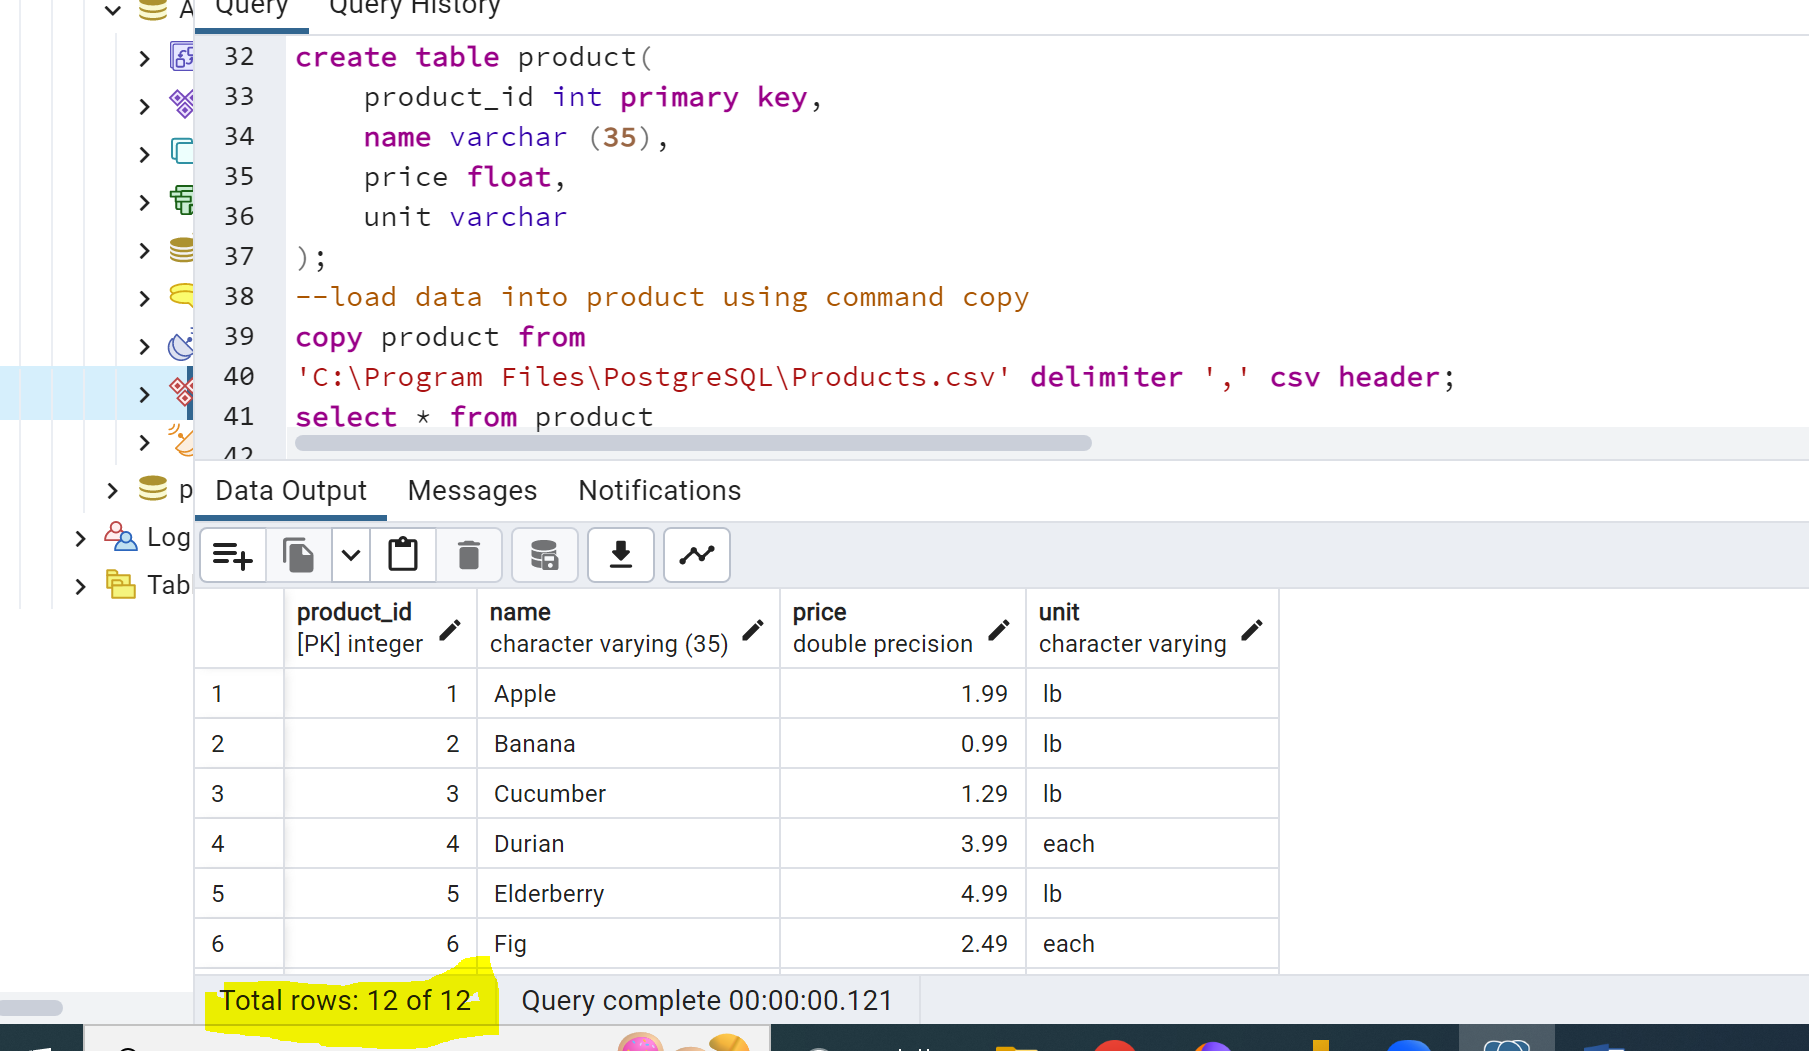 Query Query History
32 create table product(
33 product_id int primary key,
34 name varchar (35),
35 price float,
36 unit varchar
37 );
38 --load data into product using command copy
39 copy product from
40 'C:\Program Files\PostgreSQL\Products.csv' delimiter ',' csv header;
41 select * from product
42
Log
Tab
Data Output Messages Notifications
product_id name price unit
[PK] integer character varying (35) double precision character varying
1 1 Apple 1.99 lb
2 2 Banana 0.99 lb
3 3 Cucumber 1.29 lb
4 4 Durian 3.99 each
5 5 Elderberry 4.99 lb
6 6 Fig 2.49 each
Total rows: 12 of 12 Query complete 00:00:00.121